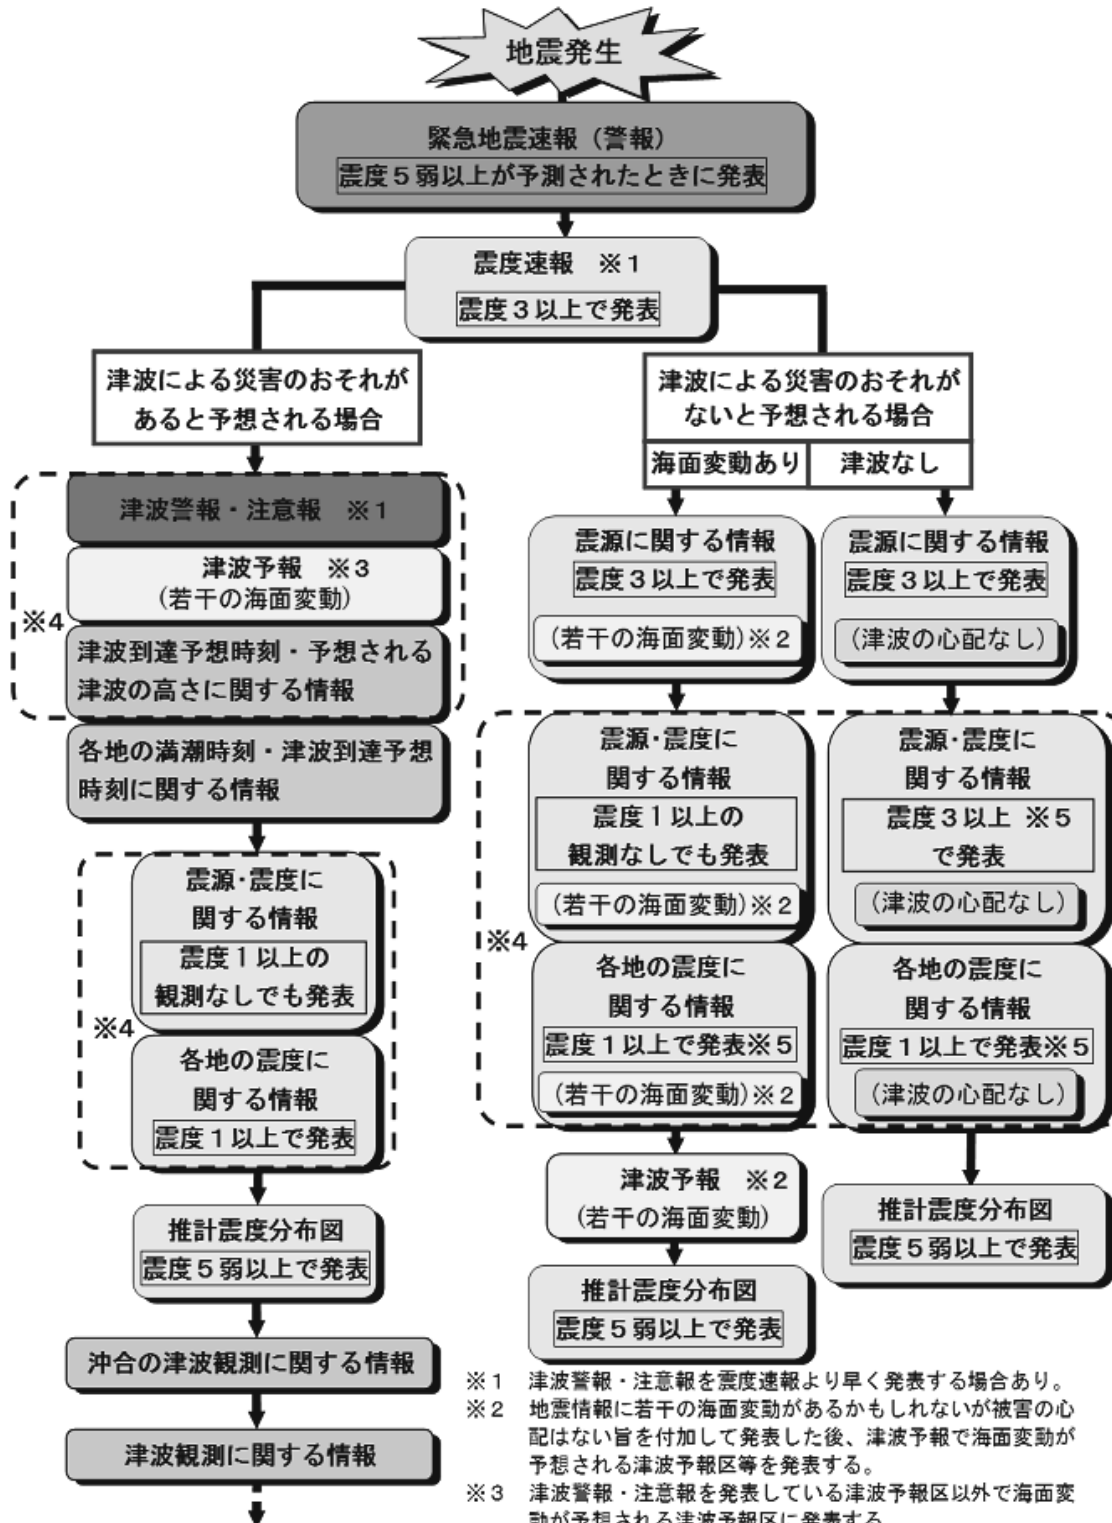 地震発生
緊急地震速報（警報）
震度５弱以上が予測されたときに発表
震度速報　※１
震度３以上で発表
津波による災害のおそれが
あると予想される場合
津波警報・注意報　※１
津波予報　※３
(若干の海面変動)
※４
津波到達予想時刻・予想される
津波の高さに関する情報
各地の満潮時刻・津波到達予想
時刻に関する情報
震源・震度に
関する情報
震度１以上の
観測なしでも発表
※４
各地の震度に
関する情報
震度１以上で発表
推計震度分布図
震度５弱以上で発表
沖合の津波観測に関する情報
津波観測に関する情報
津波による災害のおそれが
ないと予想される場合
海面変動あり
震源に関する情報
震度３以上で発表
(若干の海面変動)※２
震源・震度に
関する情報
震度１以上の
観測なしでも発表
(若干の海面変動)※２
※４
各地の震度に
関する情報
震度１以上で発表※５
(若干の海面変動)※２
津波予報　※２
(若干の海面変動)
推計震度分布図
震度５弱以上で発表
津波なし
震源に関する情報
震度３以上で発表
(津波の心配なし)
震源・震度に
関する情報
震度３以上 ※５
で発表
(津波の心配なし)
各地の震度に
関する情報
震度１以上で発表※５
(津波の心配なし)
推計震度分布図
震度５弱以上で発表
※１　津波警報・注意報を震度速報より早く発表する場合あり。
※２　地震情報に若干の海面変動があるかもしれないが被害の心
配はない旨を付加して発表した後、津波予報で海面変動が
予想される津波予報区等を発表する。
※３　津波警報・注意報を発表している津波予報区以外で海面変
動が予想される津波予報区に発表する